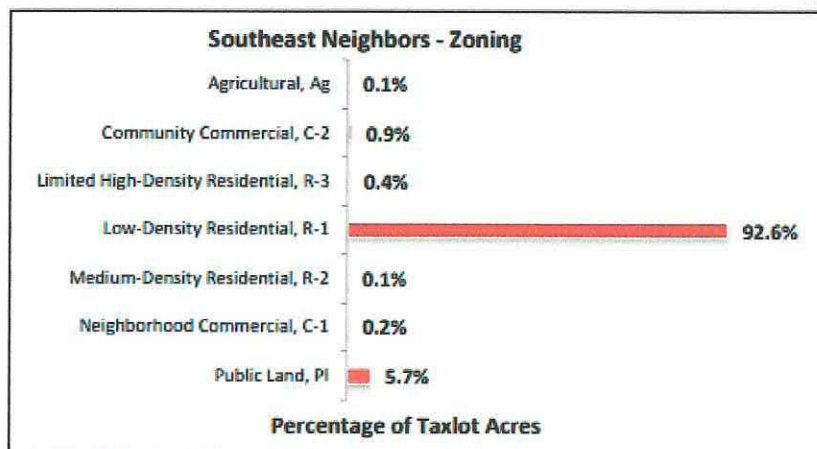 Southeast Neighbors - Zoning
Agricultural, Ag 0.1%
Community Commercial, C-2 0.9%
Limited High-Density Residential, R-3 0.4%
Low-Density Residential, R-1 92.6%
Medium-Density Residential, R-2 0.1%
Neighborhood Commercial, C-1 0.2%
Public Land, Pl 5.7%
Percentage of Taxlot Acres